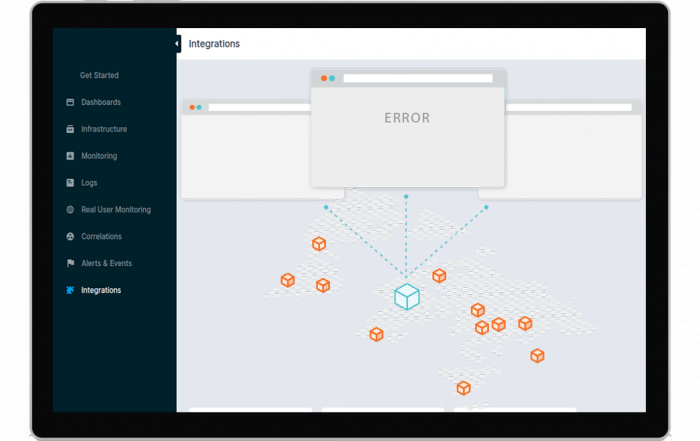 Integrations
Get Started
Dashboards
Infrastructure
Monitoring
Logs
Real User Monitoring
Correlations
Alerts & Events
Integrations
ERROR